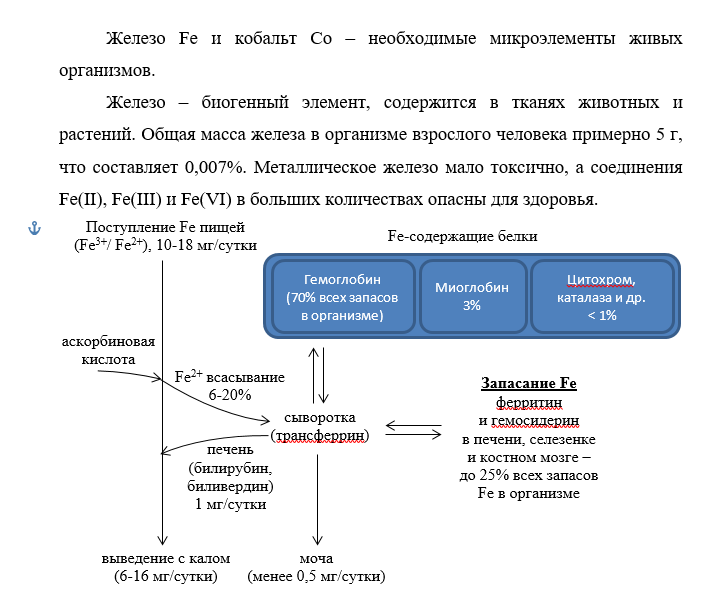 Железо Fe и кобальт Co – необходимые микроэлементы живых
организмов.
Железо – биогенный элемент, содержится в тканях животных и
растений. Общая масса железа в организме взрослого человека примерно 5 г,
что составляет 0,007%. Металлическое железо мало токсично, а соединения
Fe(II), Fe(III) и Fe(VI) в больших количествах опасны для здоровья.
Поступление Fe пищей
(Fe³⁺/ Fe²⁺), 10-18 мг/сутки
Fe-содержащие белки
Гемоглобин
(70% всех запасов
в организме)
Миоглобин
3%
Цитохром,
каталаза и др.
< 1%
аскорбиновая
кислота
Fe²⁺ всасывание
6-20%
сыворотка
(трансферрин)
Запасание Fe
ферритин
и гемосидерин
в печени, селезенке
и костном мозге –
до 25% всех запасов
Fe в организме
печень
(билирубин,
биливердин)
1 мг/сутки
выведение с калом
(6-16 мг/сутки)
моча
(менее 0,5 мг/сутки)